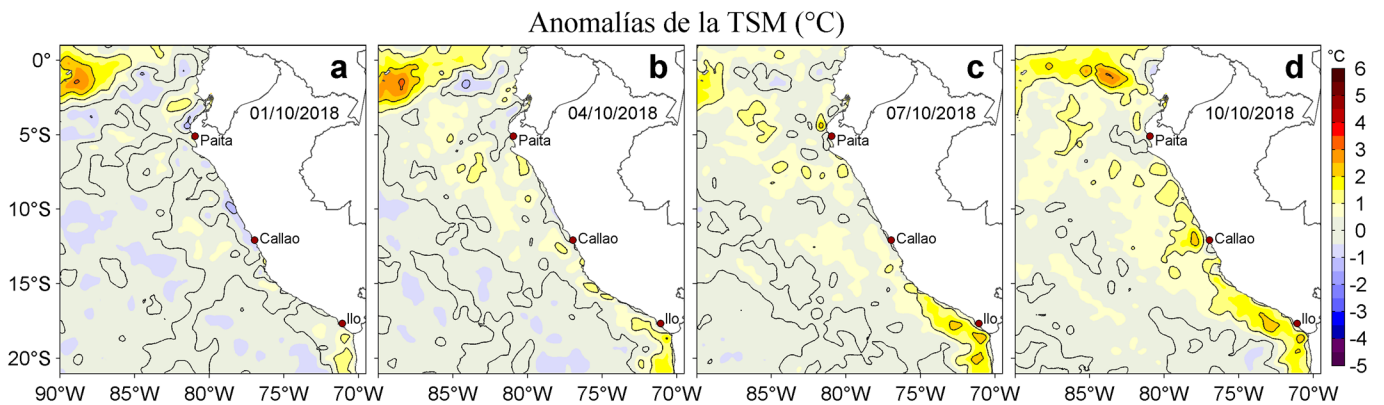 Anomalías de la TSM (°C)
a
b
c
d
01/10/2018
04/10/2018
07/10/2018
10/10/2018
Paita
Paita
Paita
Paita
Callao
Callao
Callao
Callao
Ilo
Ilo
Ilo
Ilo
0°
5°S
10°S
15°S
20°S
90°W 85°W 80°W 75°W 70°W
85°W 80°W 75°W 70°W
85°W 80°W 75°W 70°W
85°W 80°W 75°W 70°W
°C
6
5
4
3
2
1
0
-1
-2
-3
-4
-5